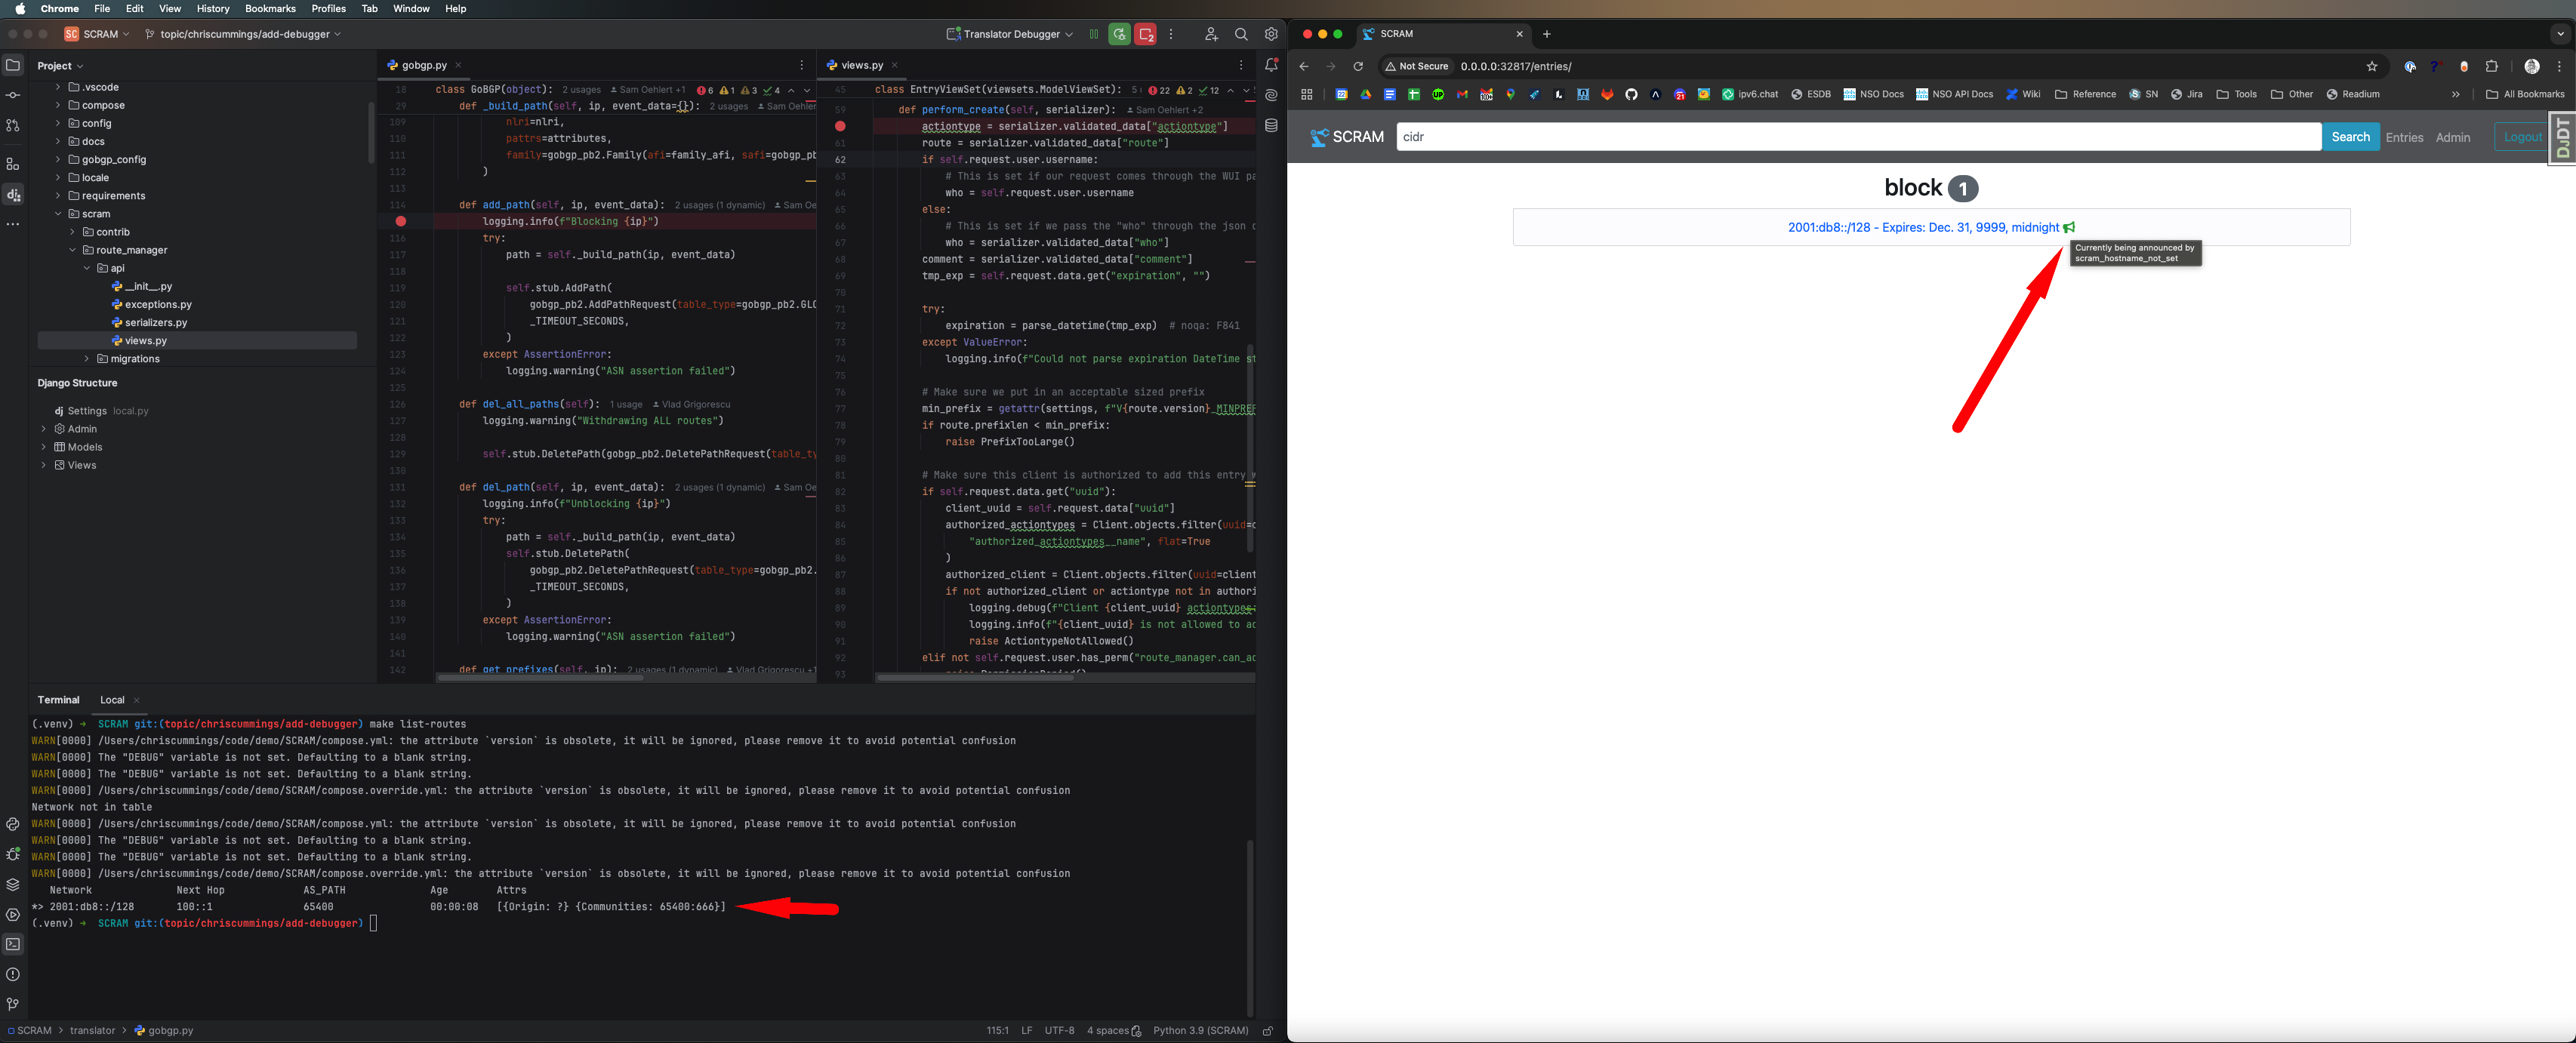 Chrome File Edit View History Bookmarks Profiles Tab Window Help
SC SCRAM topic/chriscummings/add-debugger Translator Debugger
Project
.vscode
compose
config
docs
gobgp_config
locale
requirements
scram
contrib
route_manager
api
__init__.py
exceptions.py
serializers.py
views.py
migrations
Django Structure
dj Settings local.py
Admin
Models
Views
gobgp.py
18 class GoBGP(object): 2 usages Sam Oehlert +1 6 1 3 4
29 def _build_path(self, ip, event_data={}): 2 usages Sam Oehlert
109 nlri=nlri,
110 pattrs=attributes,
111 family=gobgp_pb2.Family(afi=family_afi, safi=gobgp_pb
112 )
113
114 def add_path(self, ip, event_data): 2 usages (1 dynamic) Sam Oe
logging.info(f"Blocking {ip}")
116 try:
117 path = self._build_path(ip, event_data)
118
119 self.stub.AddPath(
120 gobgp_pb2.AddPathRequest(table_type=gobgp_pb2.GLO
121 _TIMEOUT_SECONDS,
122 )
123 except AssertionError:
124 logging.warning("ASN assertion failed")
125
126 def del_all_paths(self): 1 usage Vlad Grigorescu
127 logging.warning("Withdrawing ALL routes")
128
129 self.stub.DeletePath(gobgp_pb2.DeletePathRequest(table_ty
130
131 def del_path(self, ip, event_data): 2 usages (1 dynamic) Sam Oe
132 logging.info(f"Unblocking {ip}")
133 try:
134 path = self._build_path(ip, event_data)
135 self.stub.DeletePath(
136 gobgp_pb2.DeletePathRequest(table_type=gobgp_pb2.
137 _TIMEOUT_SECONDS,
138 )
139 except AssertionError:
140 logging.warning("ASN assertion failed")
141
142 def get_prefixes(self, ip): 2 usages (1 dynamic) Vlad Grigorescu +1
views.py
45 class EntryViewSet(viewsets.ModelViewSet): 5 22 2 12
59 def perform_create(self, serializer): Sam Oehlert +2
actiontype = serializer.validated_data["actiontype"]
61 route = serializer.validated_data["route"]
62 if self.request.user.username:
63 # This is set if our request comes through the WUI pa
64 who = self.request.user.username
65 else:
66 # This is set if we pass the "who" through the json
67 who = serializer.validated_data["who"]
68 comment = serializer.validated_data["comment"]
69 tmp_exp = self.request.data.get("expiration", "")
70
71 try:
72 expiration = parse_datetime(tmp_exp) # noqa: F841
73 except ValueError:
74 logging.info(f"Could not parse expiration DateTime st
75
76 # Make sure we put in an acceptable sized prefix
77 min_prefix = getattr(settings, f"V{route.version}_MINPREF
78 if route.prefixlen < min_prefix:
79 raise PrefixTooLarge()
80
81 # Make sure this client is authorized to add this entry w
82 if self.request.data.get("uuid"):
83 client_uuid = self.request.data["uuid"]
84 authorized_actiontypes = Client.objects.filter(uuid=c
85 "authorized_actiontypes__name", flat=True
86 )
87 authorized_client = Client.objects.filter(uuid=client
88 if not authorized_client or actiontype not in authori
89 logging.debug(f"Client {client_uuid} actiontypes:
90 logging.info(f"{client_uuid} is not allowed to ad
91 raise ActiontypeNotAllowed()
92 elif not self.request.user.has_perm("route_manager.can_ad
93 raise PermissionDenied()
Terminal Local
(.venv) → SCRAM git:(topic/chriscummings/add-debugger) make list-routes
WARN[0000] /Users/chriscummings/code/demo/SCRAM/compose.yml: the attribute `version` is obsolete, it will be ignored, please remove it to avoid potential confusion
WARN[0000] The "DEBUG" variable is not set. Defaulting to a blank string.
WARN[0000] The "DEBUG" variable is not set. Defaulting to a blank string.
WARN[0000] /Users/chriscummings/code/demo/SCRAM/compose.override.yml: the attribute `version` is obsolete, it will be ignored, please remove it to avoid potential confusion
Network not in table
WARN[0000] /Users/chriscummings/code/demo/SCRAM/compose.yml: the attribute `version` is obsolete, it will be ignored, please remove it to avoid potential confusion
WARN[0000] The "DEBUG" variable is not set. Defaulting to a blank string.
WARN[0000] The "DEBUG" variable is not set. Defaulting to a blank string.
WARN[0000] /Users/chriscummings/code/demo/SCRAM/compose.override.yml: the attribute `version` is obsolete, it will be ignored, please remove it to avoid potential confusion
Network Next Hop AS_PATH Age Attrs
*> 2001:db8::/128 100::1 65400 00:00:08 [{Origin: ?} {Communities: 65400:666}]
(.venv) → SCRAM git:(topic/chriscummings/add-debugger)
SCRAM > translator > gobgp.py 115:1 LF UTF-8 4 spaces Python 3.9 (SCRAM)
SCRAM
Not Secure 0.0.0.0:32817/entries/
ipv6.chat ESDB NSO Docs NSO API Docs Wiki Reference SN Jira Tools Other Readium » All Bookmarks
SCRAM cidr Search Entries Admin Logout
DjDT
block 1
2001:db8::/128 - Expires: Dec. 31, 9999, midnight
Currently being announced by
scram_hostname_not_set